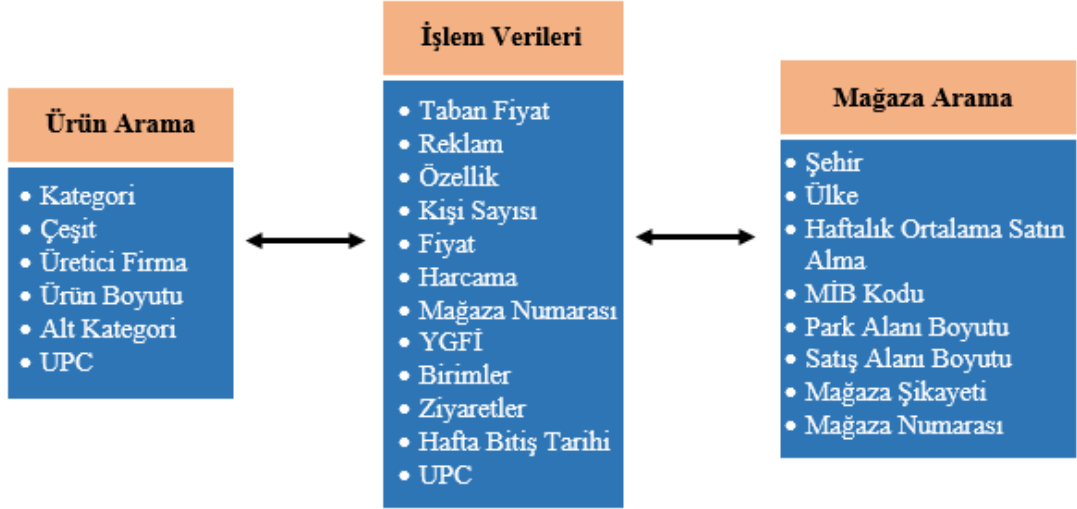 Ürün Arama
• Kategori
• Çeşit
• Üretici Firma
• Ürün Boyutu
• Alt Kategori
• UPC
İşlem Verileri
• Taban Fiyat
• Reklam
• Özellik
• Kişi Sayısı
• Fiyat
• Harcama
• Mağaza Numarası
• YGFİ
• Birimler
• Ziyaretler
• Hafta Bitiş Tarihi
• UPC
Mağaza Arama
• Şehir
• Ülke
• Haftalık Ortalama Satın
Alma
• MİB Kodu
• Park Alanı Boyutu
• Satış Alanı Boyutu
• Mağaza Şikayeti
• Mağaza Numarası